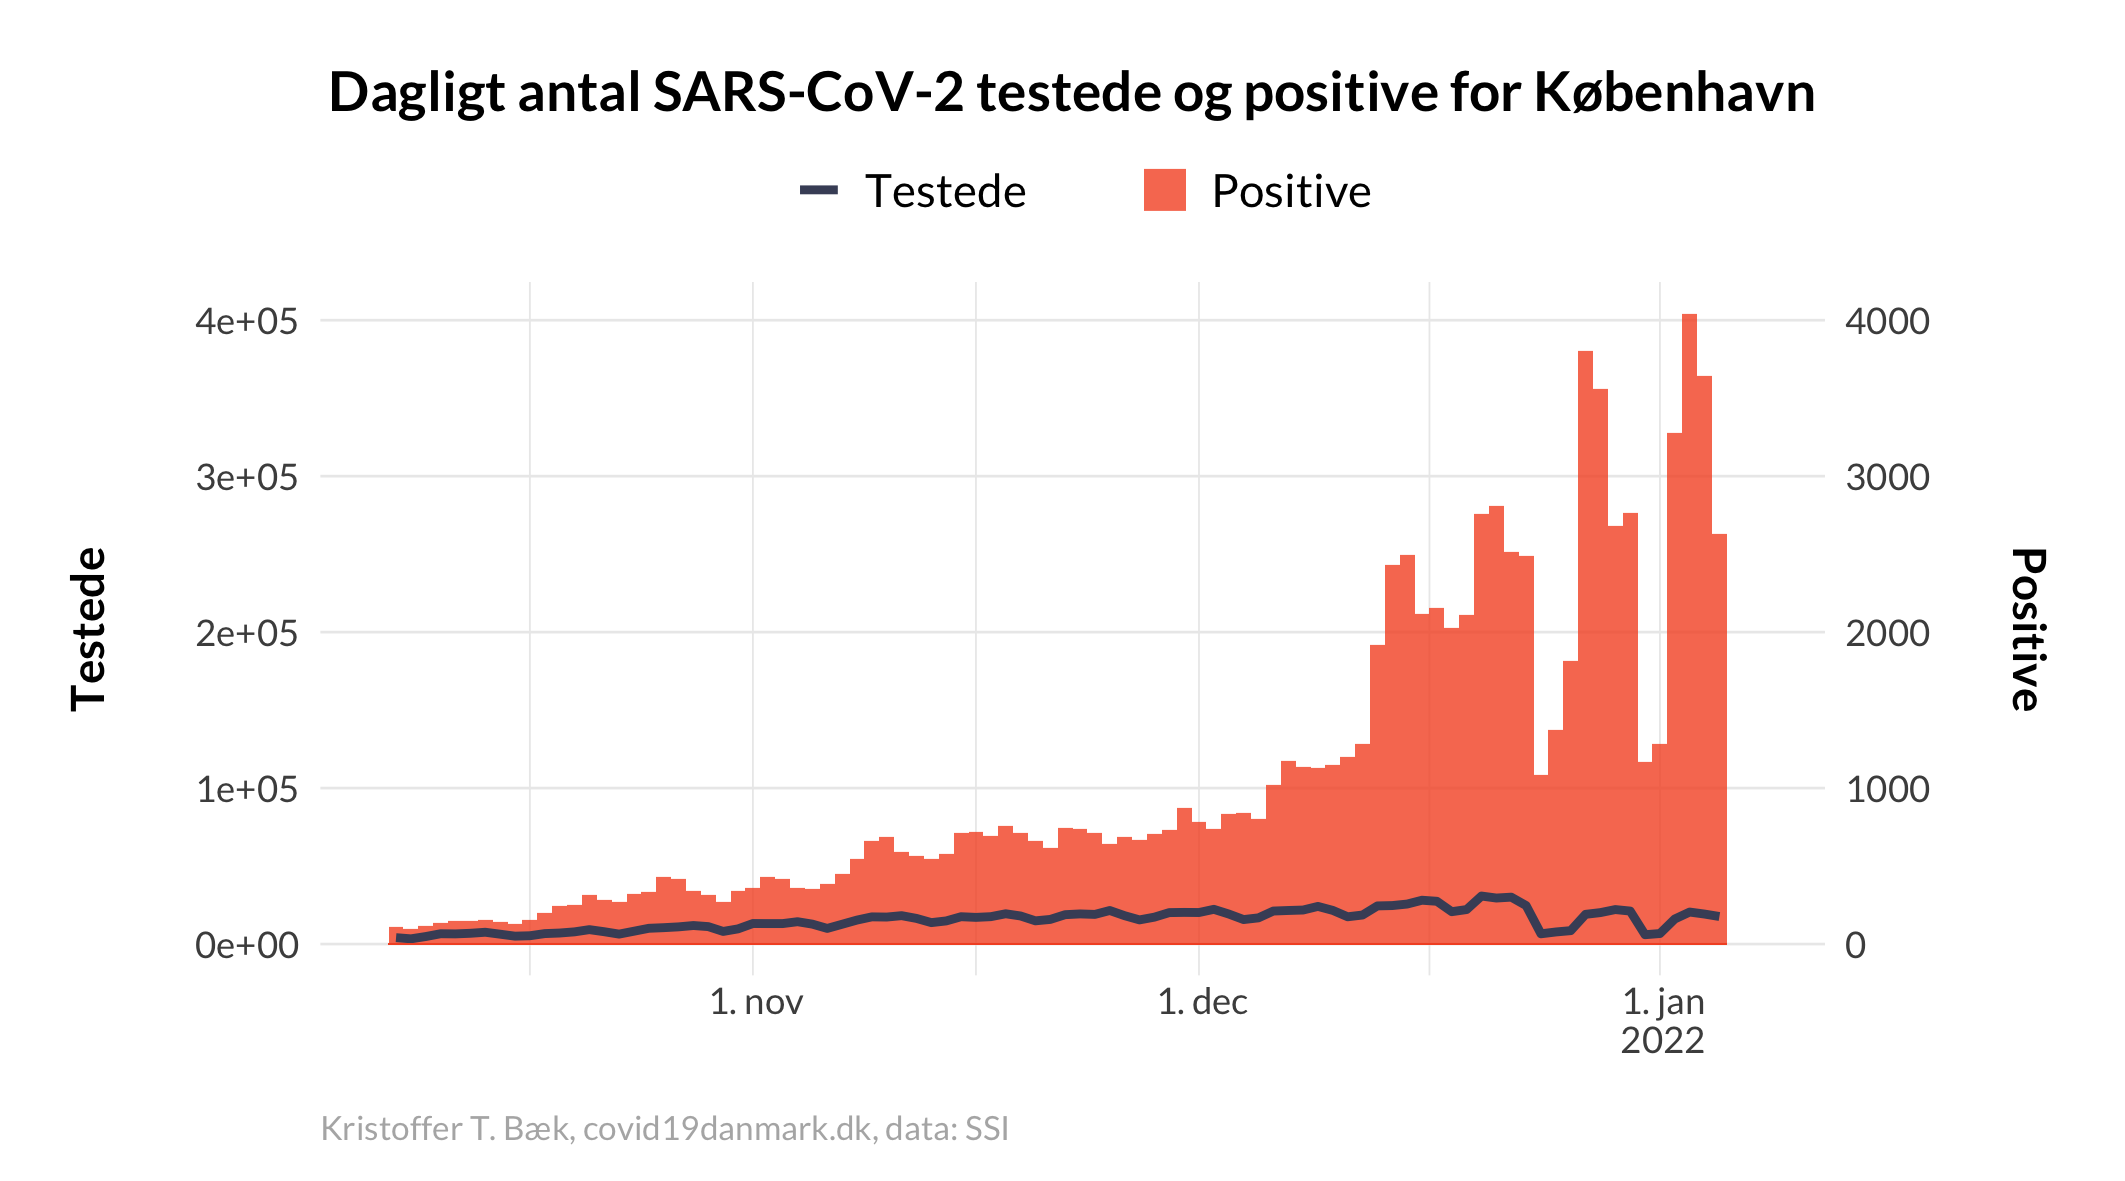 Dagligt antal SARS-CoV-2 testede og positive for København
Testede
Positive
4e+05
3e+05
2e+05
1e+05
0e+00
Testede
4000
3000
2000
1000
0
Positive
1. nov
1. dec
1. jan
2022
Kristoffer T. Bæk, covid19danmark.dk, data: SSI